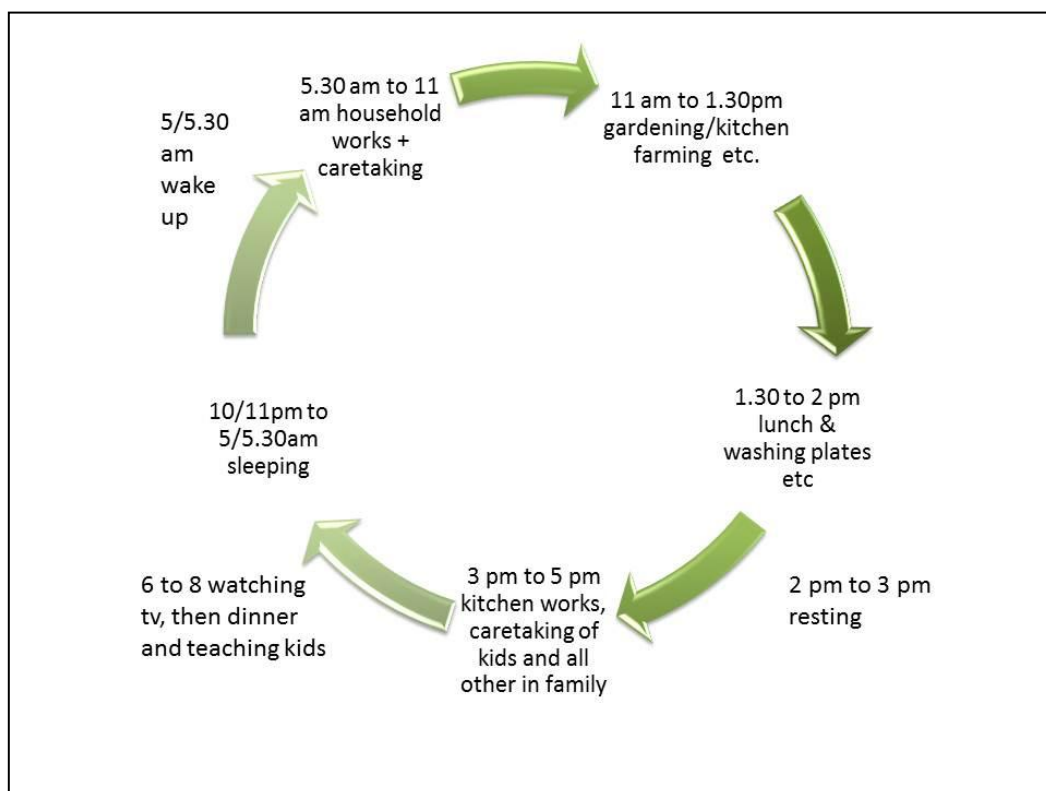 5/5.30
am
wake
up
5.30 am to 11
am household
works +
caretaking
11 am to 1.30pm
gardening/kitchen
farming etc.
1.30 to 2 pm
lunch &
washing plates
etc
2 pm to 3 pm
resting
3 pm to 5 pm
kitchen works,
caretaking of
kids and all
other in family
6 to 8 watching
tv, then dinner
and teaching kids
10/11pm to
5/5.30am
sleeping